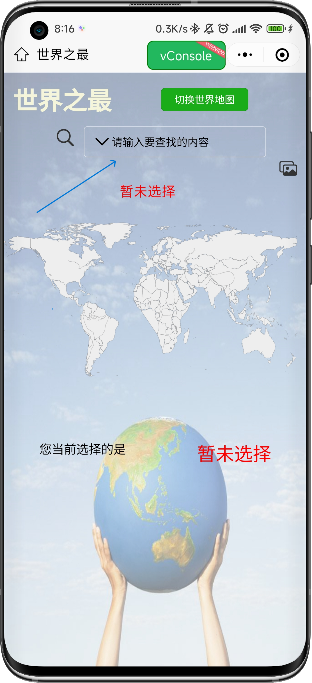 8:16
0.3K/s
世界之最
vConsole
世界之最
切换世界地图
请输入要查找的内容
暂未选择
您当前选择的是
暂未选择